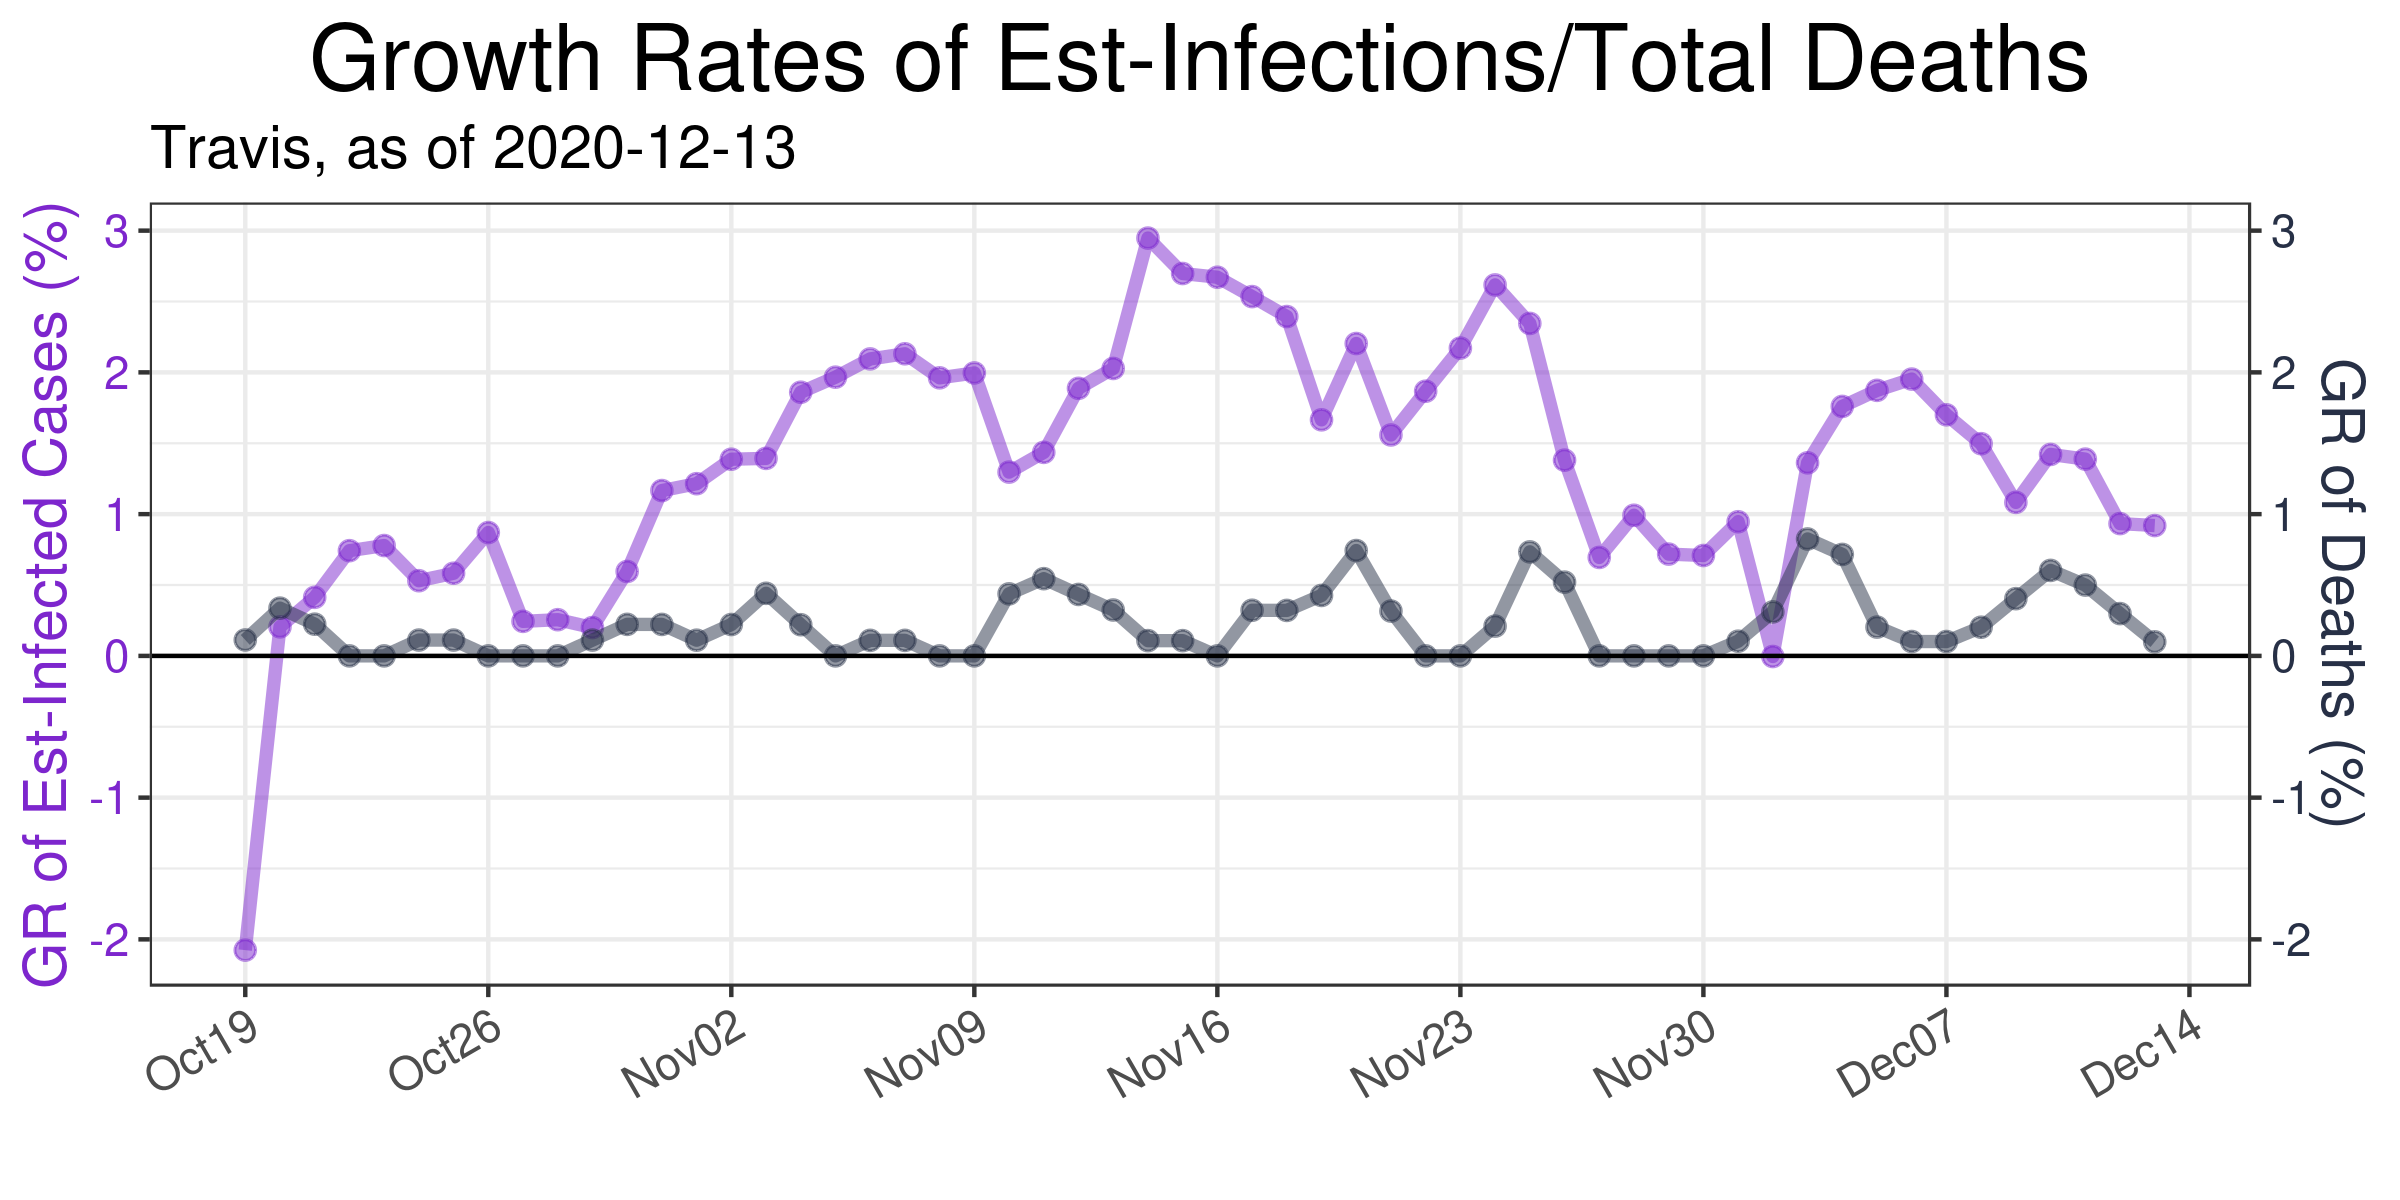 Growth Rates of Est-Infections/Total Deaths
Travis, as of 2020-12-13
GR of Est-Infected Cases (%)
3
2
1
0
-1
-2
3
2
1
0
-1
-2
GR of Deaths (%)
Oct19
Oct26
Nov02
Nov09
Nov16
Nov23
Nov30
Dec07
Dec14